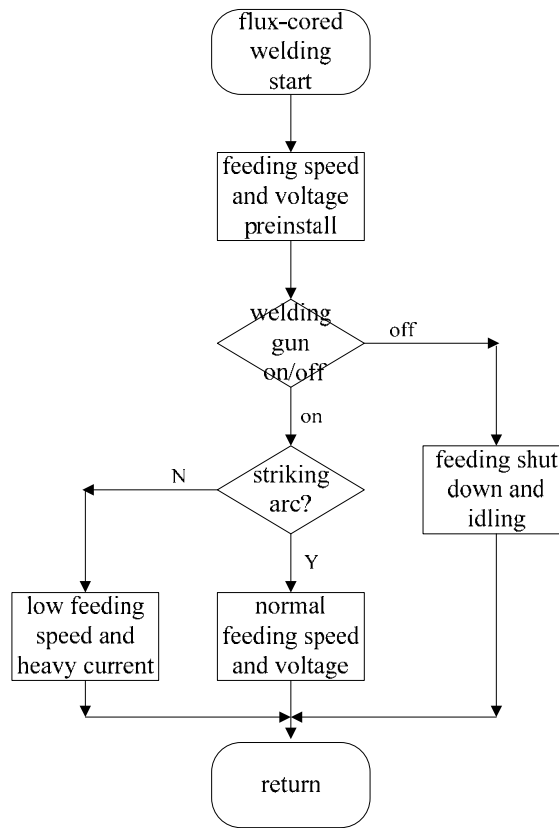 flux-cored
welding
start
feeding speed
and voltage
preinstall
welding
gun
on/off
off
on
striking
arc?
N
Y
feeding shut
down and
idling
low feeding
speed and
heavy current
normal
feeding speed
and voltage
return